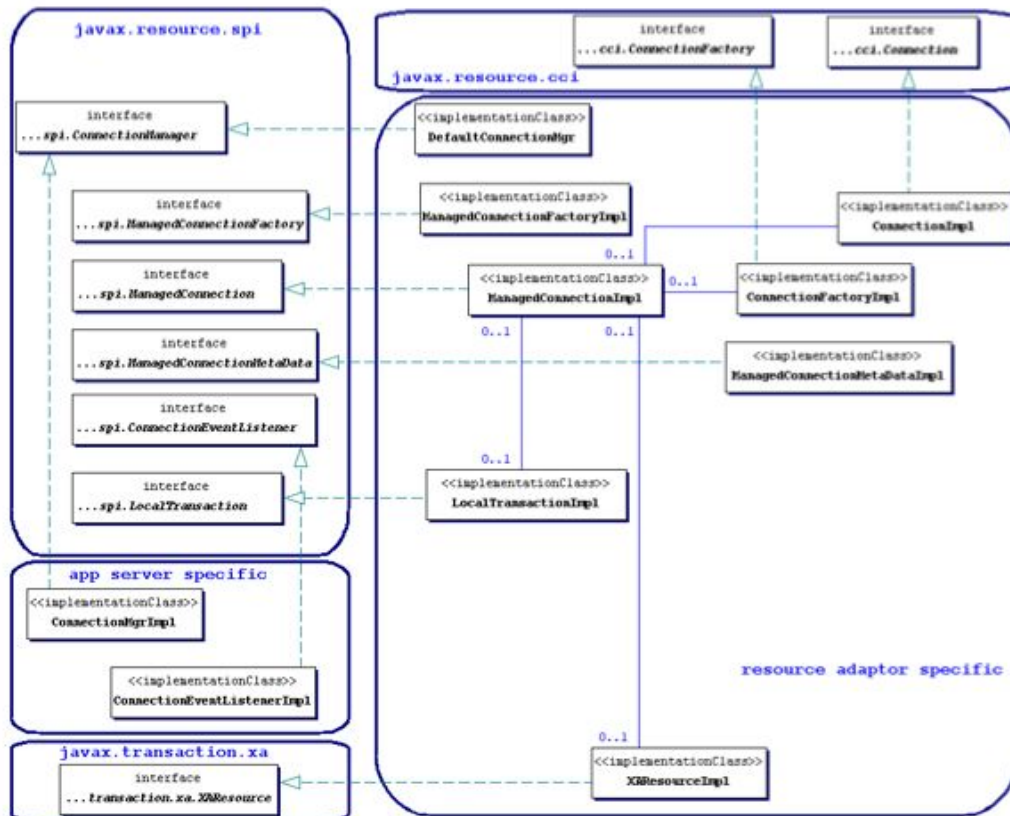 javax.resource.spi
interface
...cci.ConnectionFactory
interface
...cci.Connection
javax.resource.cci
interface
...spi.ConnectionManager
<<implementationClass>>
DefaultConnectionMgr
interface
...spi.ManagedConnectionFactory
<<implementationClass>>
ManagedConnectionFactoryImpl
<<implementationClass>>
ConnectionImpl
0..1
interface
...spi.ManagedConnection
<<implementationClass>>
ManagedConnectionImpl
0..1
<<implementationClass>>
ConnectionFactoryImpl
0..1
0..1
interface
...spi.ManagedConnectionMetaData
<<implementationClass>>
ManagedConnectionMetaDataImpl
interface
...spi.ConnectionEventListener
0..1
interface
...spi.LocalTransaction
<<implementationClass>>
LocalTransactionImpl
app server specific
<<implementationClass>>
ConnectionMgrImpl
<<implementationClass>>
ConnectionEventListenerImpl
resource adaptor specific
javax.transaction.xa
0..1
interface
...transaction.xa.XAResource
<<implementationClass>>
XAResourceImpl